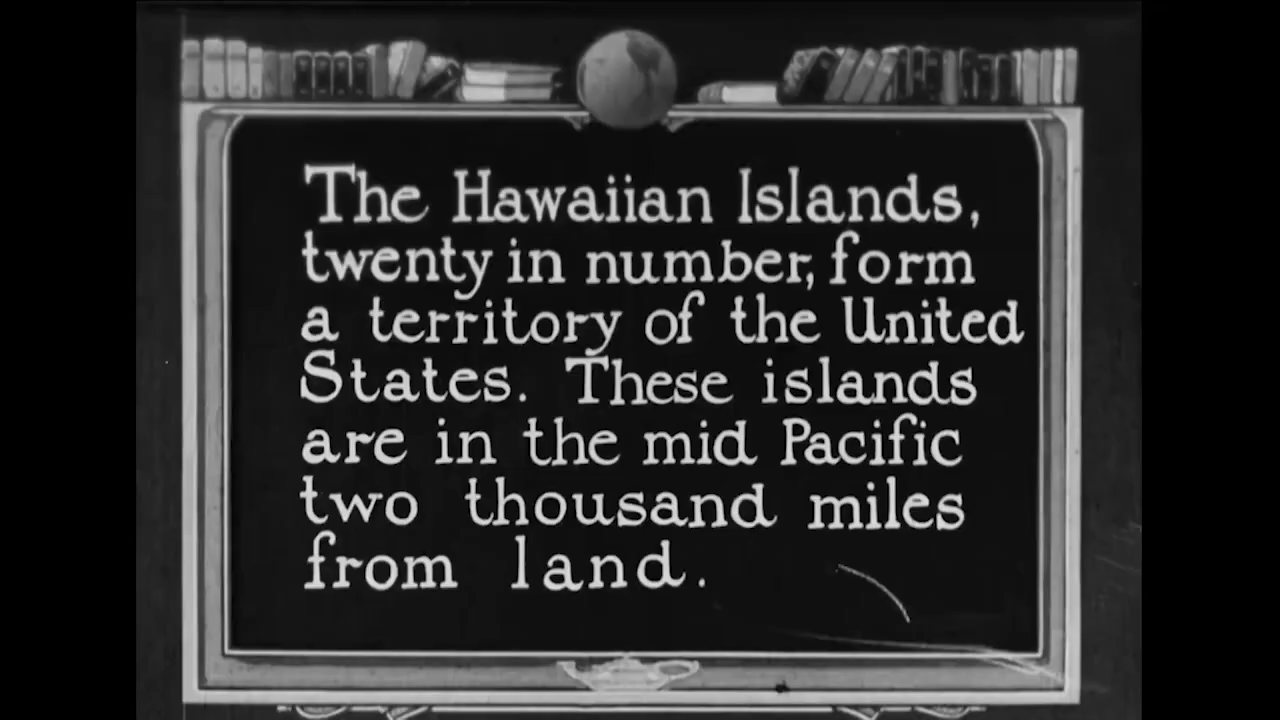 The Hawaiian Islands,
twenty in number, form
a territory of the United
States. These islands
are in the mid Pacific
two thousand miles
from land.